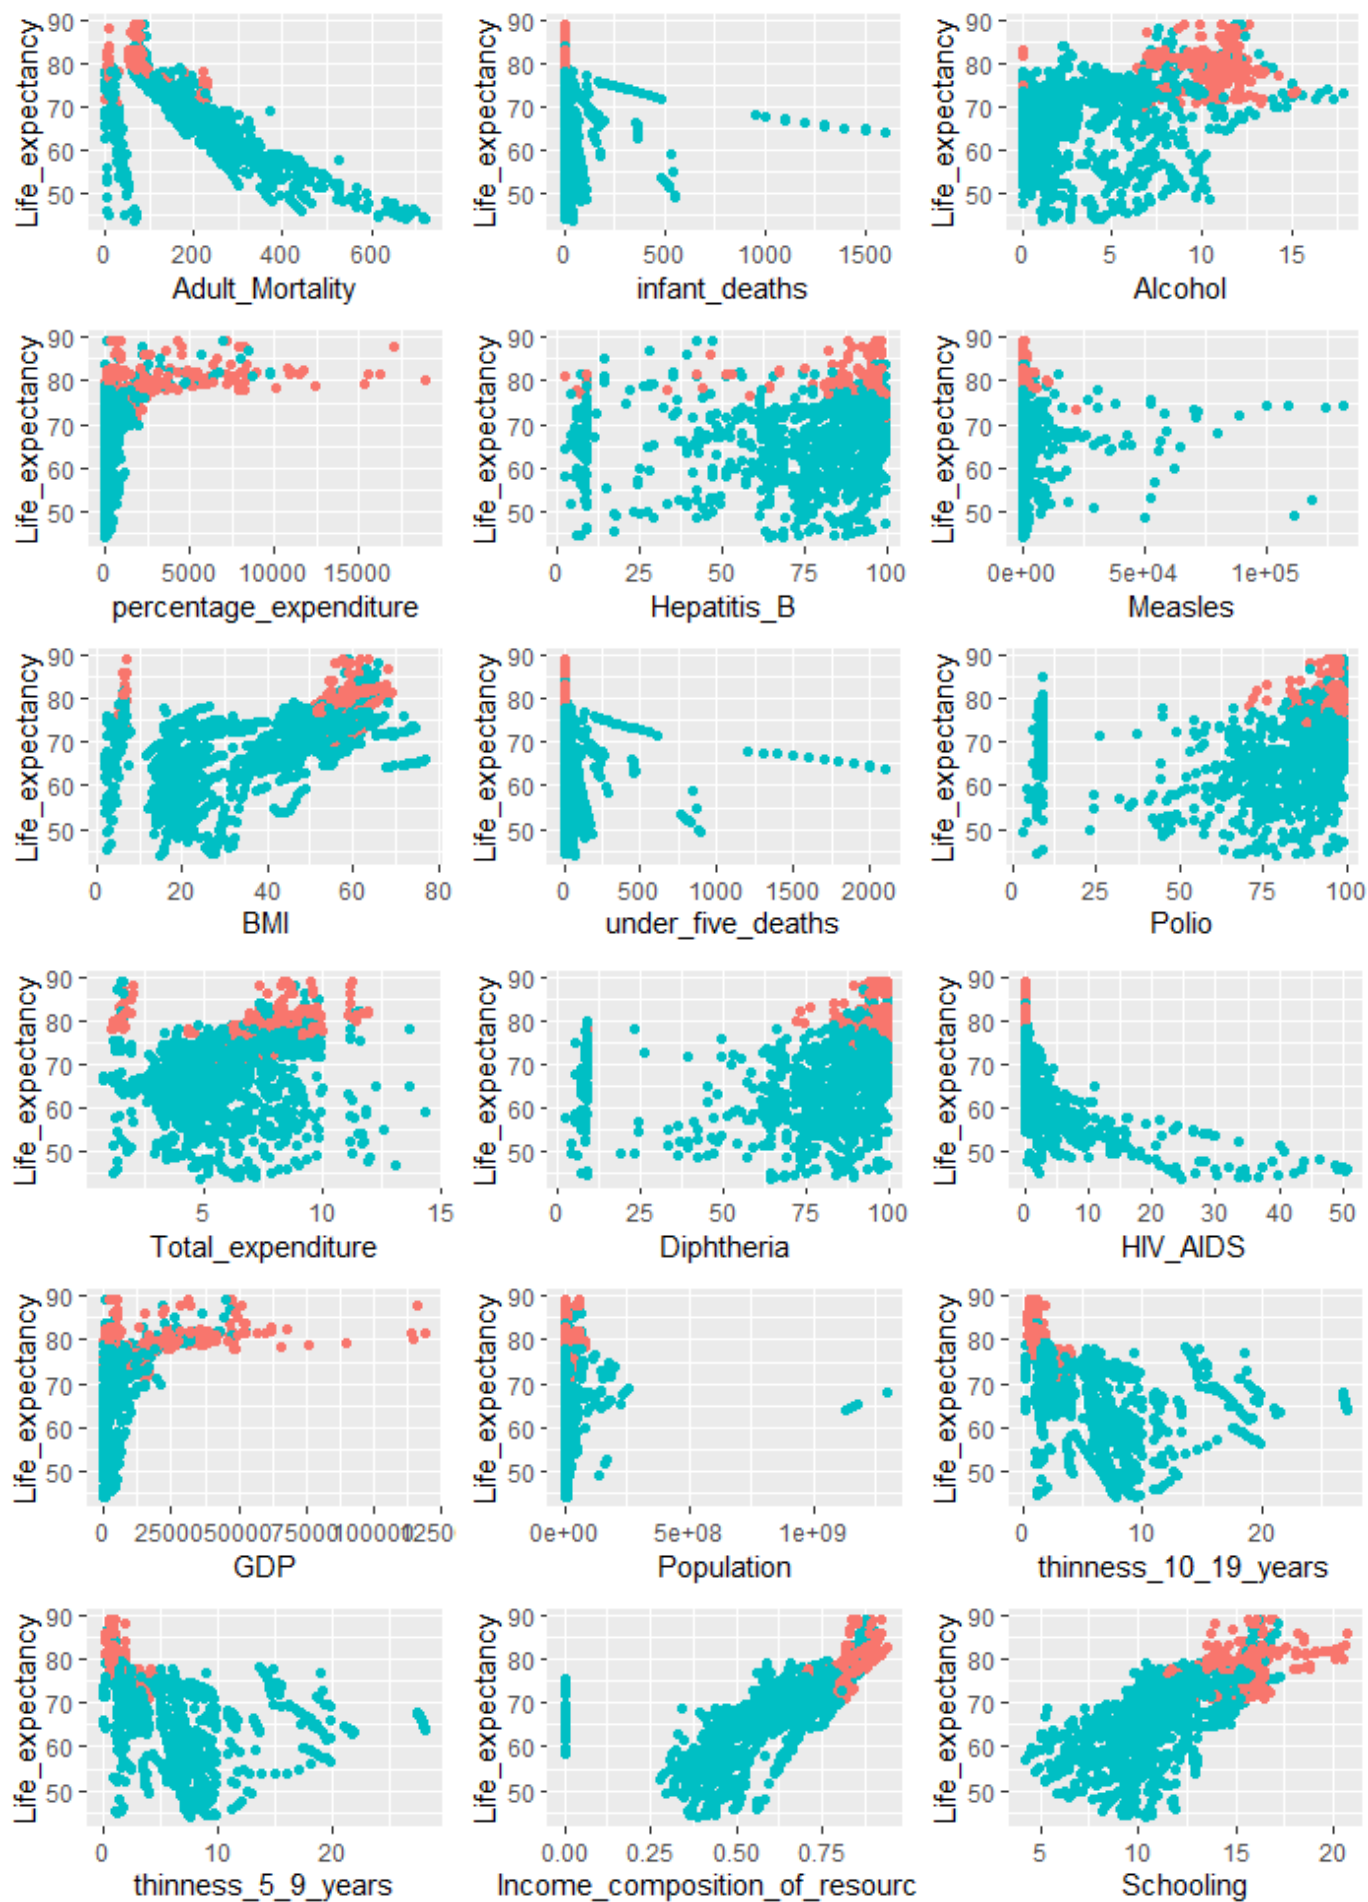 Life_expectancy
90
80
70
60
50
0 200 400 600
Adult_Mortality
Life_expectancy
90
80
70
60
50
0 500 1000 1500
infant_deaths
Life_expectancy
90
80
70
60
50
0 5 10 15
Alcohol
Life_expectancy
90
80
70
60
50
0 5000 10000 15000
percentage_expenditure
Life_expectancy
90
80
70
60
50
0 25 50 75 100
Hepatitis_B
Life_expectancy
90
80
70
60
50
0e+00 5e+04 1e+05
Measles
Life_expectancy
90
80
70
60
50
0 20 40 60 80
BMI
Life_expectancy
90
80
70
60
50
0 500 1000 1500 2000
under_five_deaths
Life_expectancy
90
80
70
60
50
0 25 50 75 100
Polio
Life_expectancy
90
80
70
60
50
5 10 15
Total_expenditure
Life_expectancy
90
80
70
60
50
0 25 50 75 100
Diphtheria
Life_expectancy
90
80
70
60
50
0 10 20 30 40 50
HIV_AIDS
Life_expectancy
90
80
70
60
50
0 25000 50000 75000 100000 1250
GDP
Life_expectancy
90
80
70
60
50
0e+00 5e+08 1e+09
Population
Life_expectancy
90
80
70
60
50
0 10 20
thinness_10_19_years
Life_expectancy
90
80
70
60
50
0 10 20
thinness_5_9_years
Life_expectancy
90
80
70
60
50
0.00 0.25 0.50 0.75
Income_composition_of_resourc
Life_expectancy
90
80
70
60
50
5 10 15 20
Schooling